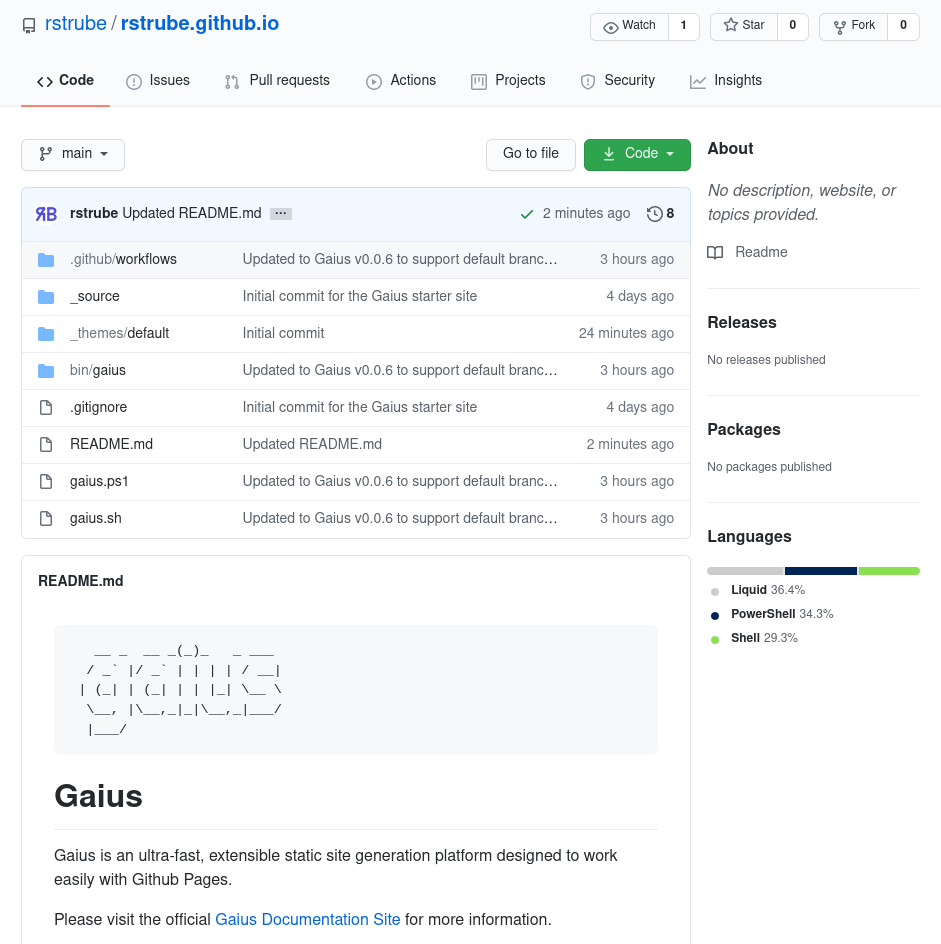 rstrube / rstrube.github.io
Watch 1 Star 0 Fork 0
Code Issues Pull requests Actions Projects Security Insights
main Go to file Code
RB rstrube Updated README.md ... 2 minutes ago 8
.github/workflows Updated to Gaius v0.0.6 to support default branc… 3 hours ago
_source Initial commit for the Gaius starter site 4 days ago
_themes/default Initial commit 24 minutes ago
bin/gaius Updated to Gaius v0.0.6 to support default branc… 3 hours ago
.gitignore Initial commit for the Gaius starter site 4 days ago
README.md Updated README.md 2 minutes ago
gaius.ps1 Updated to Gaius v0.0.6 to support default branc… 3 hours ago
gaius.sh Updated to Gaius v0.0.6 to support default branc… 3 hours ago
README.md
  __ _  __ _(_)_   _ ___
 / _` |/ _` | | | | / __|
| (_| | (_| | | |_| \__ \
 \__, |\__,_|_|\__,_|___/
 |___/
Gaius
Gaius is an ultra-fast, extensible static site generation platform designed to work
easily with Github Pages.
Please visit the official Gaius Documentation Site for more information.
About
No description, website, or
topics provided.
Readme
Releases
No releases published
Packages
No packages published
Languages
Liquid 36.4%
PowerShell 34.3%
Shell 29.3%